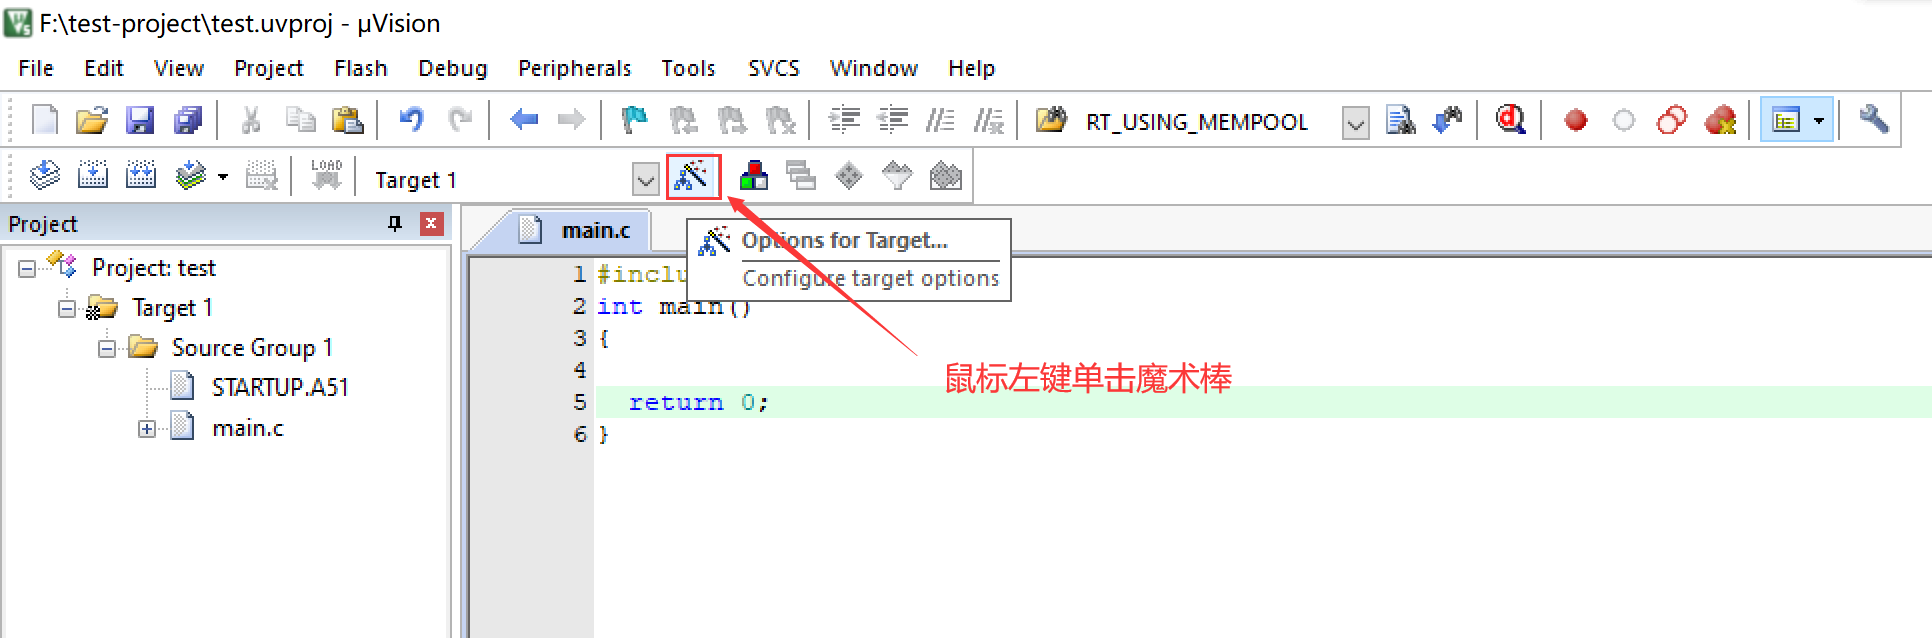 F:\test-project\test.uvproj - µVision
File Edit View Project Flash Debug Peripherals Tools SVCS Window Help
RT_USING_MEMPOOL
LOAD
Target 1
Project
main.c
Options for Target...
Configure target options
Project: test
Target 1
Source Group 1
STARTUP.A51
main.c
1 #inclu
2 int main()
3 {
4
5 return 0;
6 }
鼠标左键单击魔术棒